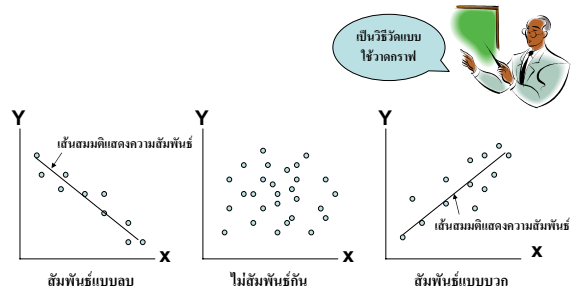 เป็นวิธีวัดแบบ
ใช้วาดกราฟ
Y
เส้นสมมติแสดงความสัมพันธ์
X
สัมพันธ์แบบลบ
Y
X
ไม่สัมพันธ์กัน
Y
เส้นสมมติแสดงความสัมพันธ์
X
สัมพันธ์แบบบวก